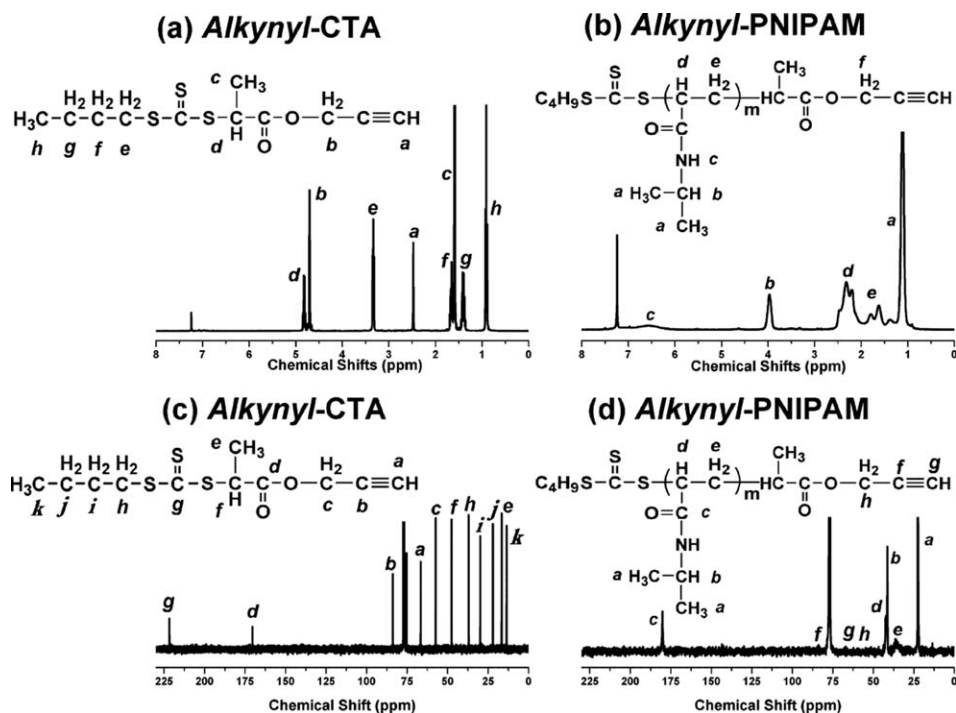 (a) Alkynyl-CTA
c CH₃
H₂ H₂ H₂ S H₂
H₃C C C C S C S C C O C C≡CH
H O
h g f e d b a
b
c
e
h
a
f g
d
8 7 6 5 4 3 2 1 0
Chemical Shifts (ppm)
(b) Alkynyl-PNIPAM
d e f
S H CH₂ CH₃ H₂
C₄H₉S C S C m CH C O C C≡CH
O
O=C
NH c
a H₃C-CH b
a CH₃
a
b
d
e
c
8 7 6 5 4 3 2 1 0
Chemical Shifts (ppm)
(c) Alkynyl-CTA
e CH₃ d a
H₂ H₂ H₂ S H₂
H₃C C C C S C S C C O C C≡CH
H O
k j i h g f c b
c f h j e
i k
b a
g
d
225 200 175 150 125 100 75 50 25 0
Chemical Shift (ppm)
(d) Alkynyl-PNIPAM
d e
S H CH₂ CH₃ H₂ f g
C₄H₉S C S C m CH C O C C≡CH
O h
O=C c
NH
a H₃C-CH b
CH₃ a
a
b
c
d
f g h e
225 200 175 150 125 100 75 50 25 0
Chemical Shift (ppm)